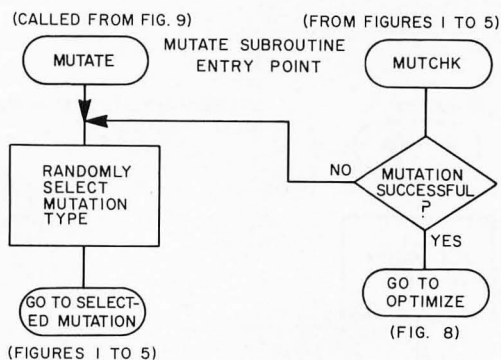 (CALLED FROM FIG. 9)
MUTATE
MUTATE SUBROUTINE
ENTRY POINT
(FROM FIGURES 1 TO 5)
MUTCHK
RANDOMLY
SELECT
MUTATION
TYPE
GO TO SELECT-
ED MUTATION
(FIGURES 1 TO 5)
NO
MUTATION
SUCCESSFUL
?
YES
GO TO
OPTIMIZE
(FIG. 8)